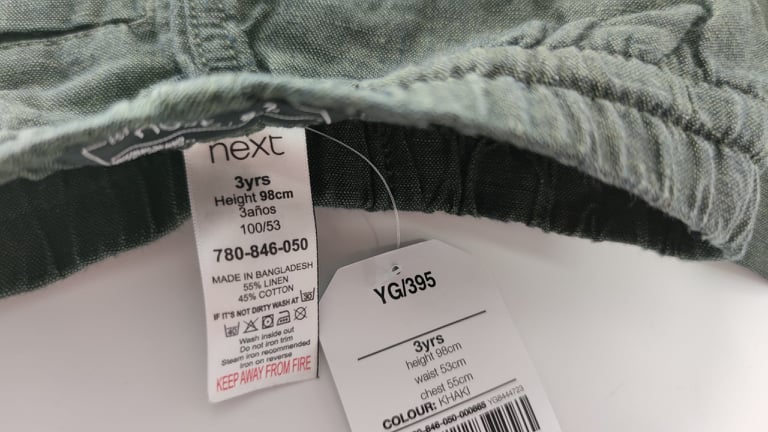 next
3yrs
Height 98cm
3años
100/53
780-846-050
MADE IN BANGLADESH
55% LINEN
45% COTTON
IF IT'S NOT DIRTY WASH AT 30
40
Wash inside out
Do not iron trim
Steam iron recommended
Iron on reverse
KEEP AWAY FROM FIRE
YG/395
3yrs
height 98cm
waist 53cm
chest 55cm
COLOUR: KHAKI